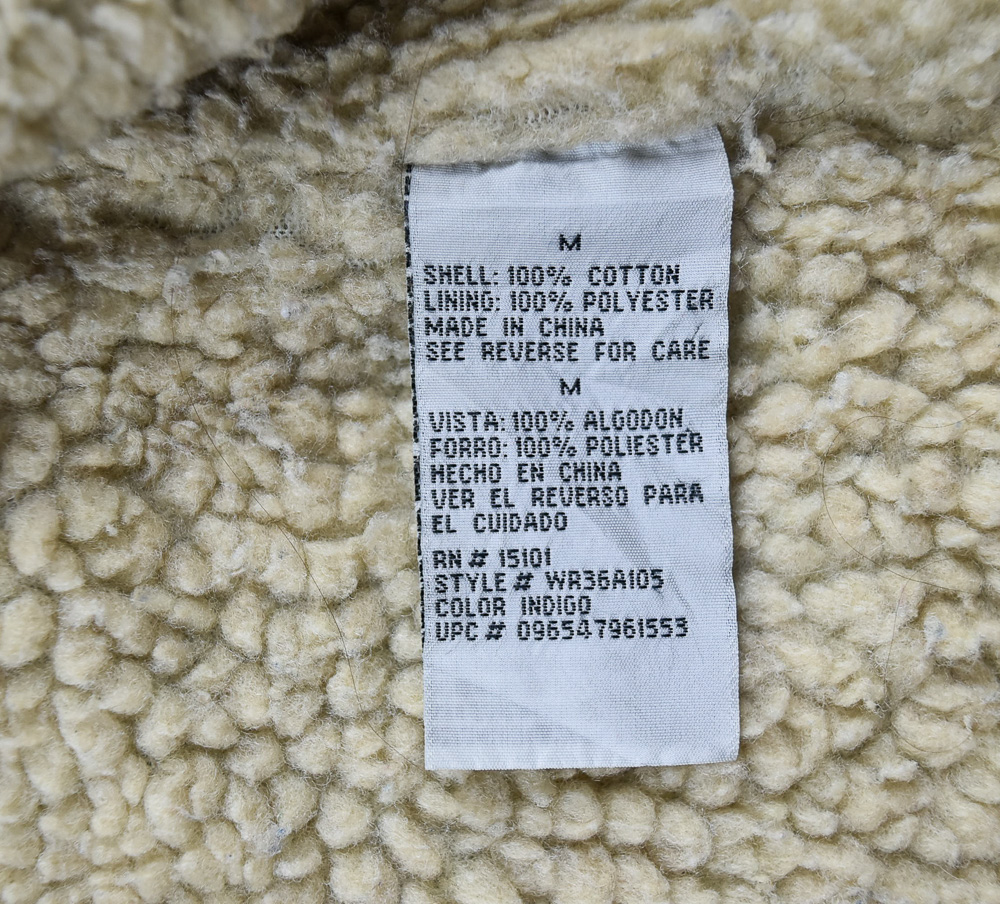 M
SHELL: 100% COTTON
LINING: 100% POLYESTER
MADE IN CHINA
SEE REVERSE FOR CARE
M
VISTA: 100% ALGODON
FORRO: 100% POLIESTER
HECHO EN CHINA
VER EL REVERSO PARA
EL CUIDADO
RN # 15101
STYLE # WR36A105
COLOR INDIGO
UPC # 096547961553